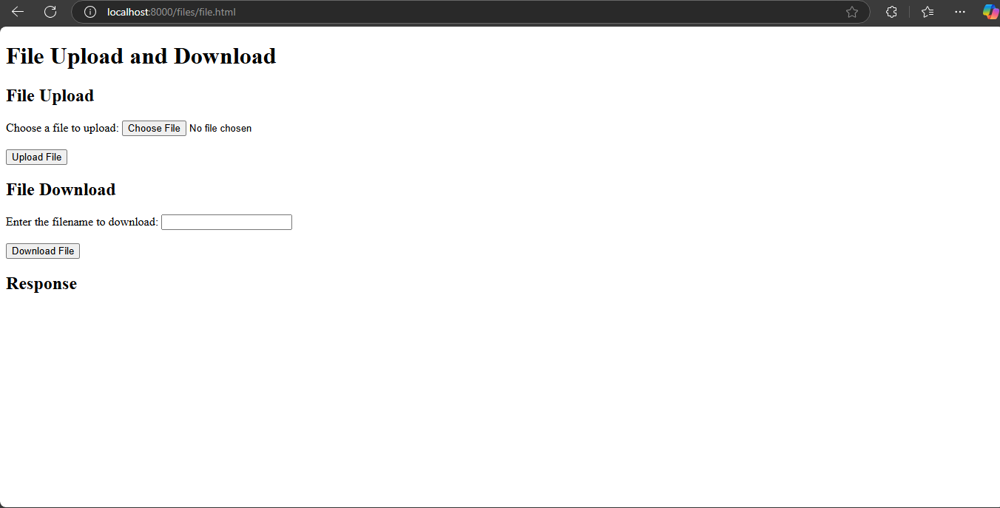 localhost:8000/files/file.html
File Upload and Download
File Upload
Choose a file to upload: Choose File No file chosen
Upload File
File Download
Enter the filename to download:
Download File
Response